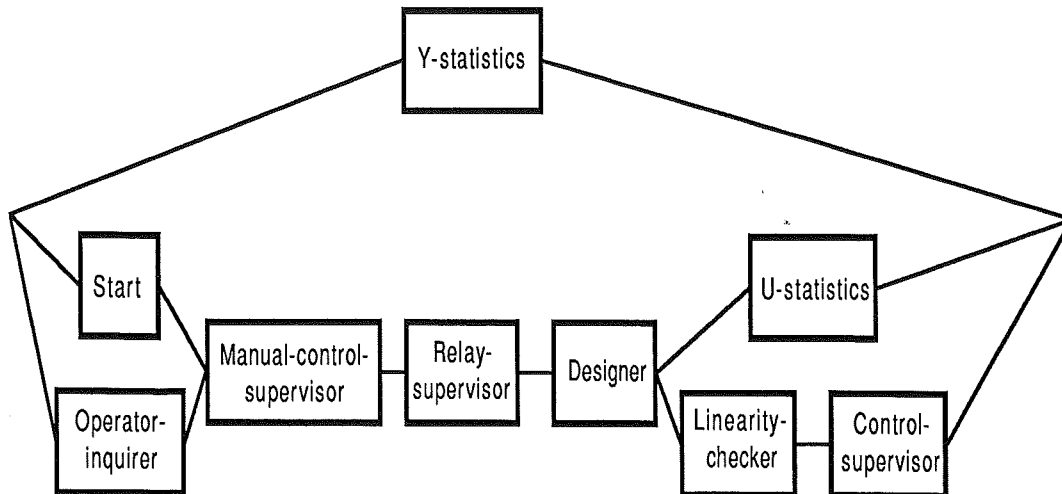 Y-statistics
Start
U-statistics
Manual-control-
supervisor
Relay-
supervisor
Designer
Operator-
inquirer
Linearity-
checker
Control-
supervisor